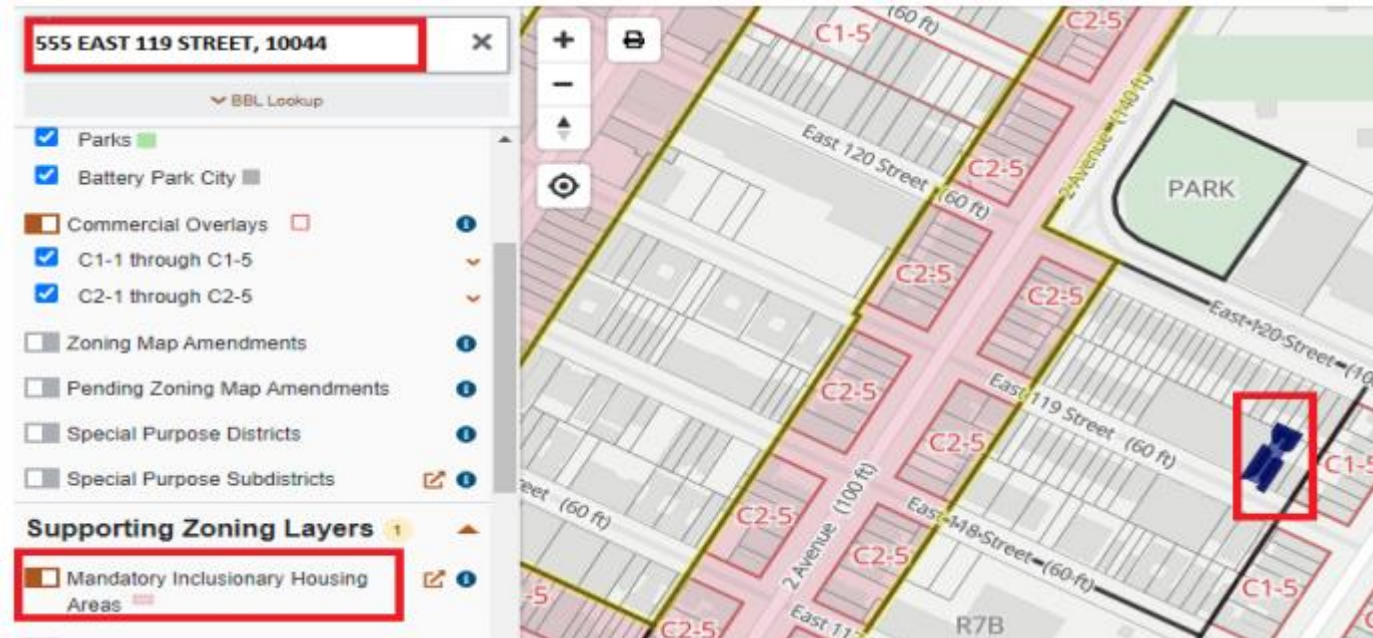 555 EAST 119 STREET, 10044
BBL Lookup
Parks
Battery Park City
Commercial Overlays
C1-1 through C1-5
C2-1 through C2-5
Zoning Map Amendments
Pending Zoning Map Amendments
Special Purpose Districts
Special Purpose Subdistricts
Supporting Zoning Layers 1
Mandatory Inclusionary Housing
Areas
(60 ft)
C1-5
C2-5
East 120 Street (60 ft)
C2-5
2 Avenue (140 ft)
PARK
C2-5
C2-5
East 120 Street (10
C2-5
East 119 Street (60 ft)
C2-5
C1-5
reet (60 ft)
C2-5
2 Avenue (100 ft)
East 118 Street (60 ft)
C2-5
C1-5
-5
C2-5
East 11
R7B
C